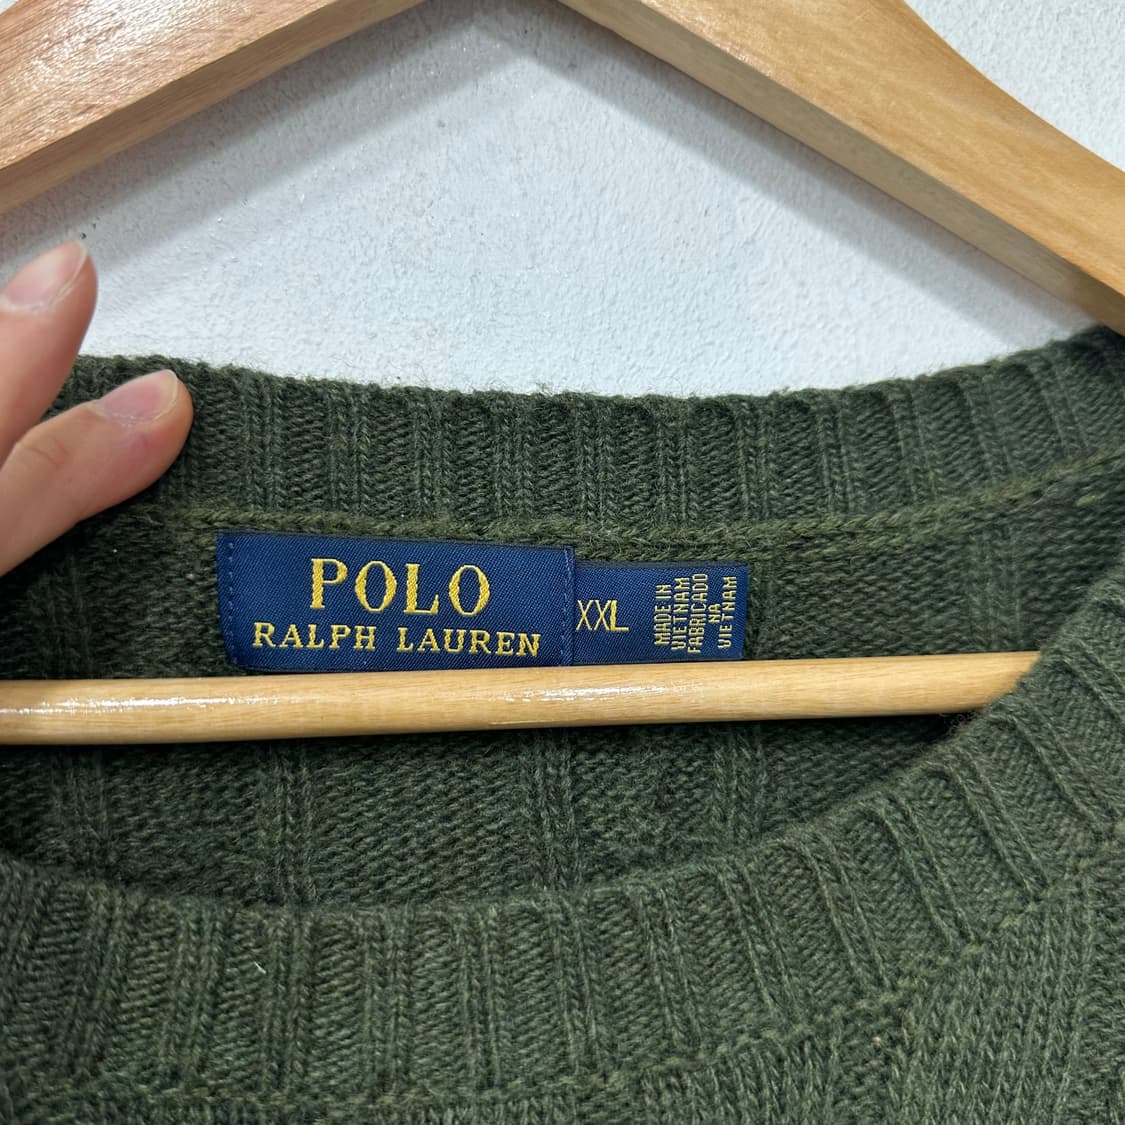 POLO
RALPH LAUREN
XXL
MADE IN
VIETNAM
FABRICADO
NA
VIETNAM